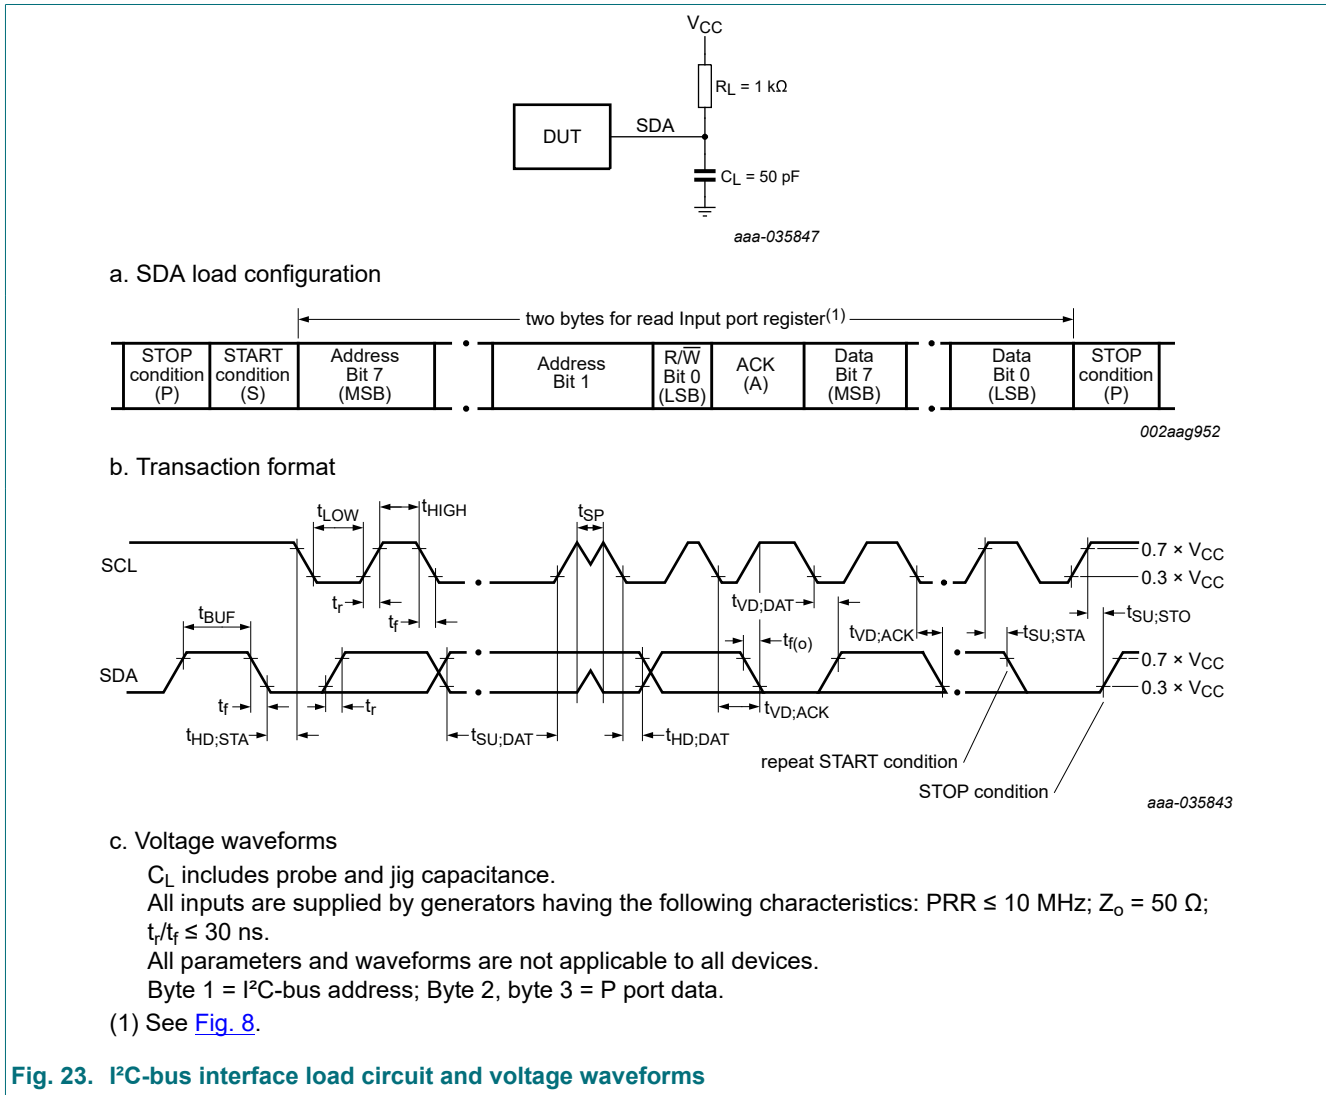 VCC
RL = 1 kΩ
DUT
SDA
CL = 50 pF
aaa-035847
a. SDA load configuration
two bytes for read Input port register(1)
STOP condition (P)
START condition (S)
Address Bit 7 (MSB)
Address Bit 1
R/W̅ Bit 0 (LSB)
ACK (A)
Data Bit 7 (MSB)
Data Bit 0 (LSB)
STOP condition (P)
002aag952
b. Transaction format
tLOW
tHIGH
tSP
SCL
0.7 × VCC
0.3 × VCC
tr
tf
tVD;DAT
tBUF
tf(o)
tVD;ACK
tSU;STA
tSU;STO
SDA
0.7 × VCC
0.3 × VCC
tf
tr
tVD;ACK
tHD;STA
tSU;DAT
tHD;DAT
repeat START condition
STOP condition
aaa-035843
c. Voltage waveforms
CL includes probe and jig capacitance.
All inputs are supplied by generators having the following characteristics: PRR ≤ 10 MHz; Zo = 50 Ω;
tr/tf ≤ 30 ns.
All parameters and waveforms are not applicable to all devices.
Byte 1 = I²C-bus address; Byte 2, byte 3 = P port data.
(1) See Fig. 8.
Fig. 23. I²C-bus interface load circuit and voltage waveforms